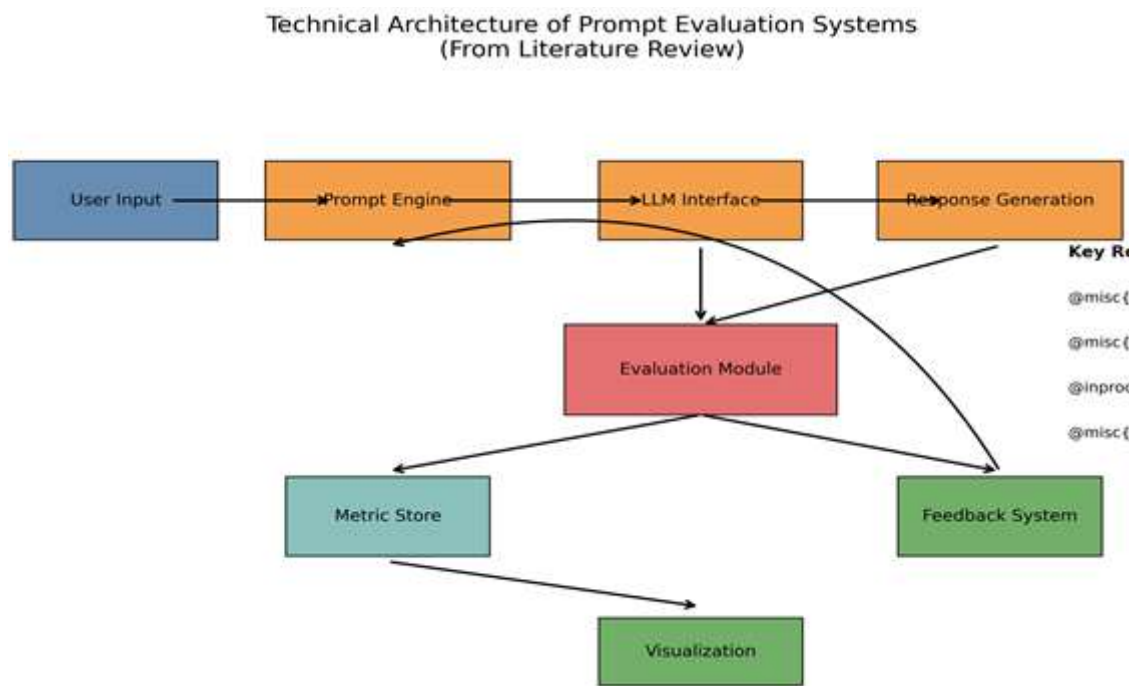 Technical Architecture of Prompt Evaluation Systems
(From Literature Review)
User Input
Prompt Engine
LLM Interface
Response Generation
Key Re
@misc{
@misc{
@inproc
@misc{
Evaluation Module
Metric Store
Feedback System
Visualization